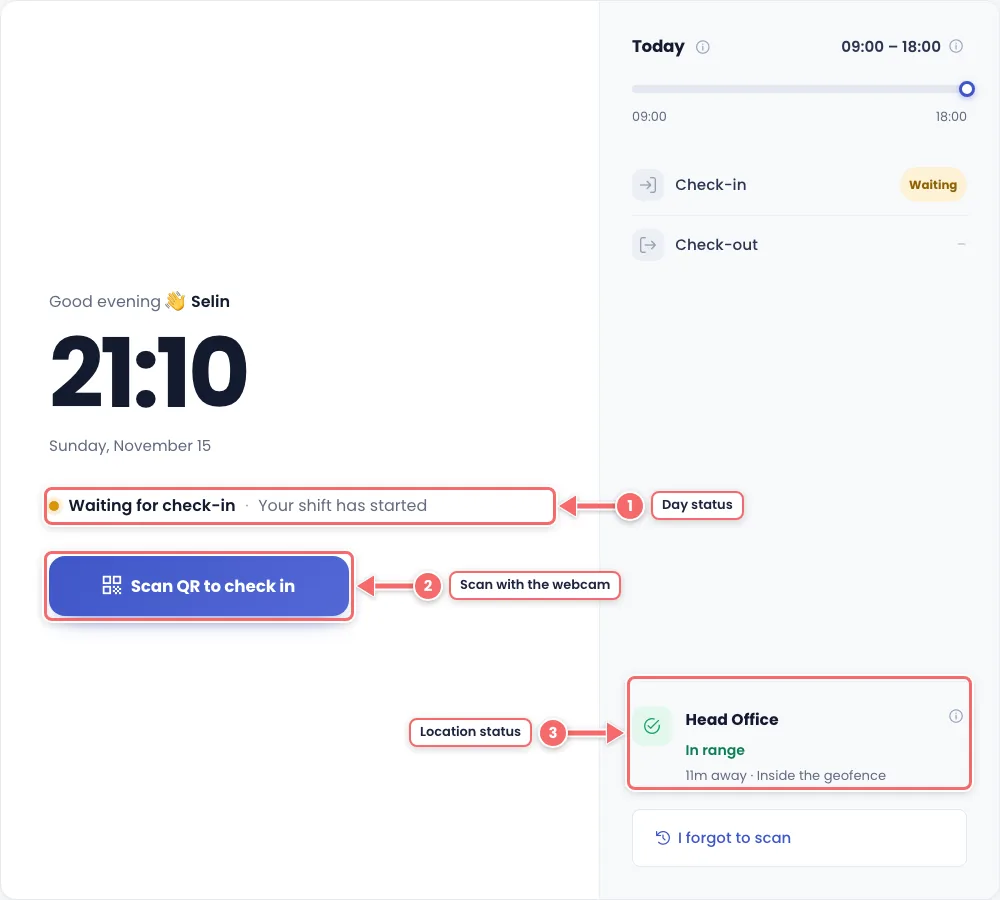 Today
09:00 – 18:00
09:00
18:00
Check-in
Waiting
Check-out
–
Good evening 👋 Selin
21:10
Sunday, November 15
Waiting for check-in · Your shift has started
1
Day status
Scan QR to check in
2
Scan with the webcam
Location status
3
Head Office
In range
11m away · Inside the geofence
I forgot to scan